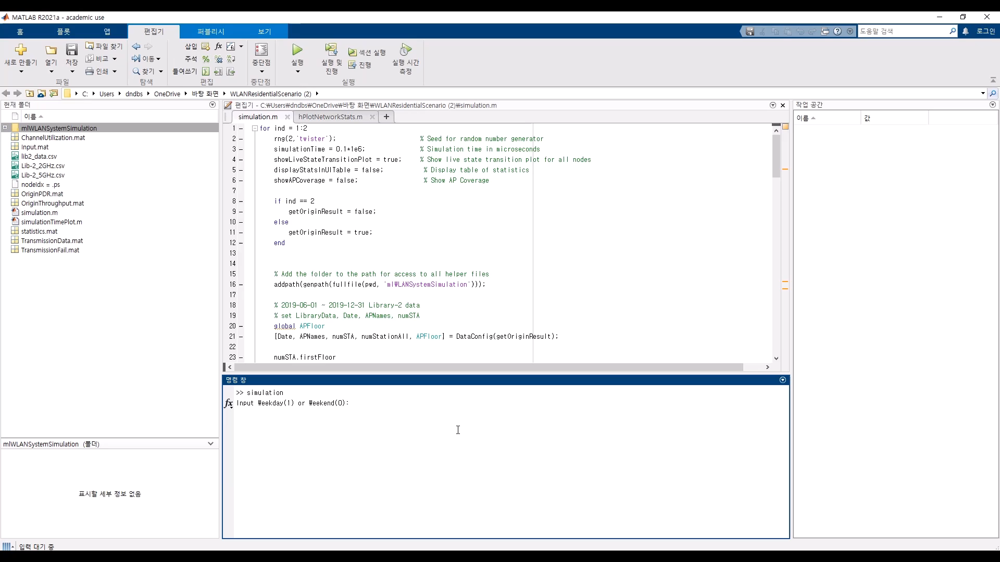 MATLAB R2021a - academic use
홈 플롯 앱 편집기 퍼블리시 보기
도움말 검색 로그인
새로 만들기 열기 저장 파일 찾기 비교 인쇄
파일
이동 찾기
탐색
삽입 fx
주석
들여쓰기
편집
중단점
중단점
실행 실행 및 진행 섹션 실행 진행 실행 시간 측정
실행
C: Users dndbs OneDrive 바탕 화면 WLANResidentialScenario (2)
현재 폴더
이름
mlWLANSystemSimulation
ChannelUtilization.mat
Input.mat
lib2_data.csv
Lib-2_2GHz.csv
Lib-2_5GHz.csv
nodeIdx = .ps
OriginPDR.mat
OriginThroughput.mat
simulation.m
simulationTimePlot.m
statistics.mat
TransmissionData.mat
TransmissionFail.mat
mlWLANSystemSimulation (폴더)
표시할 세부 정보 없음
편집기 - C:₩Users₩dndbs₩OneDrive₩바탕 화면₩WLANResidentialScenario (2)₩simulation.m
simulation.m hPlotNetworkStats.m
1 – for ind = 1:2
2 – rng(2,'twister'); % Seed for random number generator
3 – simulationTime = 0.1*1e6; % Simulation time in microseconds
4 – showLiveStateTransitionPlot = true; % Show live state transition plot for all nodes
5 – displayStatsInUITable = false; % Display table of statistics
6 – showAPCoverage = false; % Show AP Coverage
7
8 – if ind == 2
9 – getOriginResult = false;
10 – else
11 – getOriginResult = true;
12 – end
13
14
15 % Add the folder to the path for access to all helper files
16 – addpath(genpath(fullfile(pwd, 'mlWLANSystemSimulation')));
17
18 % 2019-06-01 ~ 2019-12-31 Library-2 data
19 % set LibraryData, Date, APNames, numSTA
20 – global APFloor
21 – [Date, APNames, numSTA, numStationAll, APFloor] = DataConfig(getOriginResult);
22
23 – numSTA.firstFloor
명령 창
>> simulation
fx Input Weekday(1) or Weekend(0):
작업 공간
이름 값
입력 대기 중